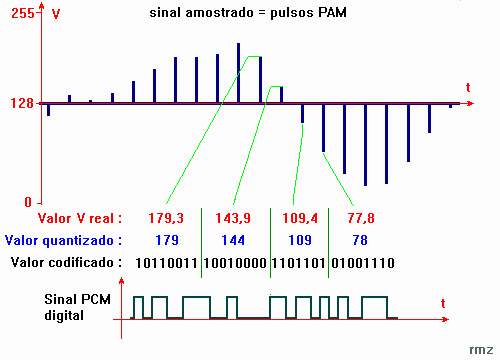 255 V sinal amostrado = pulsos PAM
t
128
0
Valor V real : 179,3 143,9 109,4 77,8
Valor quantizado : 179 144 109 78
Valor codificado : 10110011 10010000 1101101 01001110
Sinal PCM t
digital
rmz